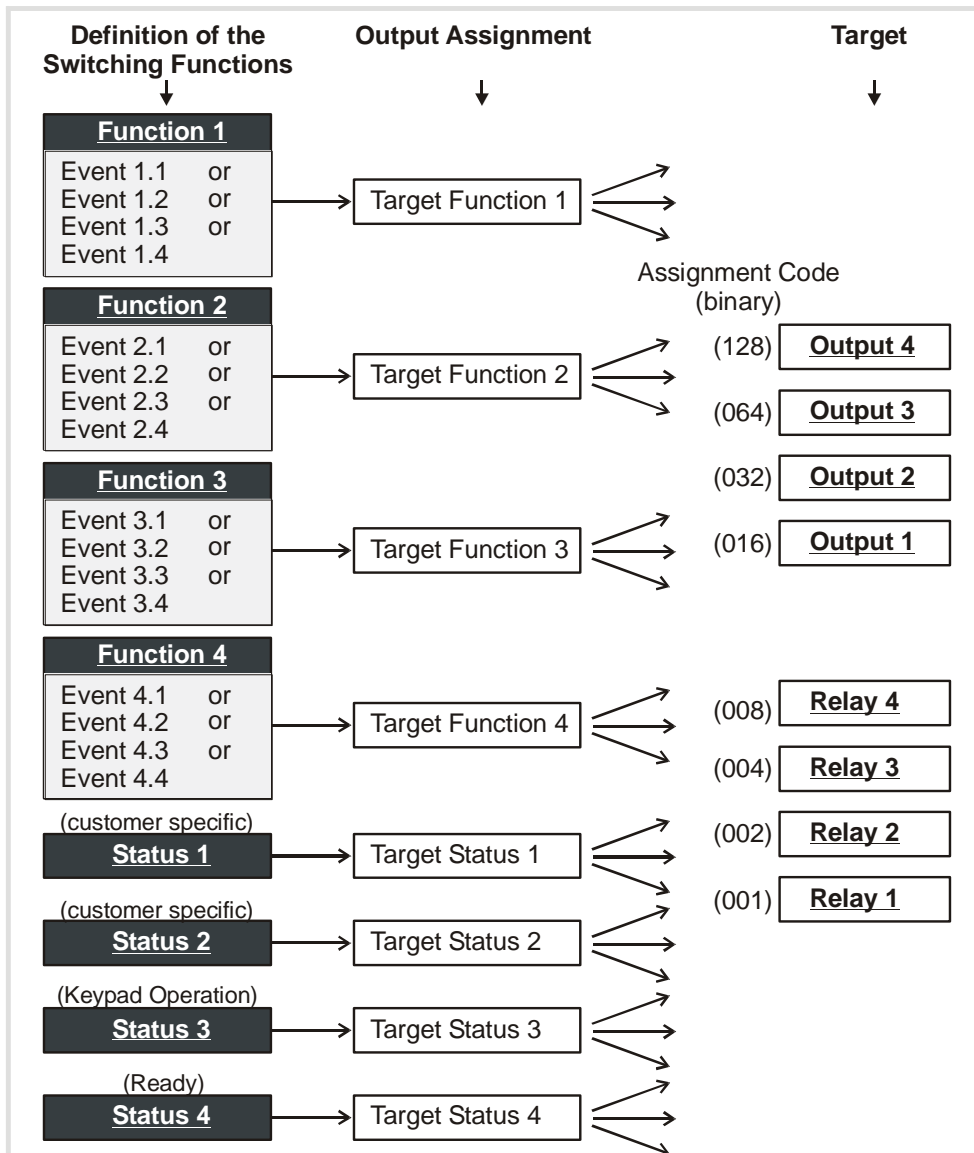 Definition of the
Switching Functions
Output Assignment
Target
Function 1
Event 1.1 or
Event 1.2 or
Event 1.3 or
Event 1.4
Target Function 1
Assignment Code
(binary)
Function 2
Event 2.1 or
Event 2.2 or
Event 2.3 or
Event 2.4
Target Function 2
(128) Output 4
(064) Output 3
Function 3
Event 3.1 or
Event 3.2 or
Event 3.3 or
Event 3.4
Target Function 3
(032) Output 2
(016) Output 1
Function 4
Event 4.1 or
Event 4.2 or
Event 4.3 or
Event 4.4
Target Function 4
(008) Relay 4
(004) Relay 3
(customer specific)
Status 1
Target Status 1
(002) Relay 2
(001) Relay 1
(customer specific)
Status 2
Target Status 2
(Keypad Operation)
Status 3
Target Status 3
(Ready)
Status 4
Target Status 4